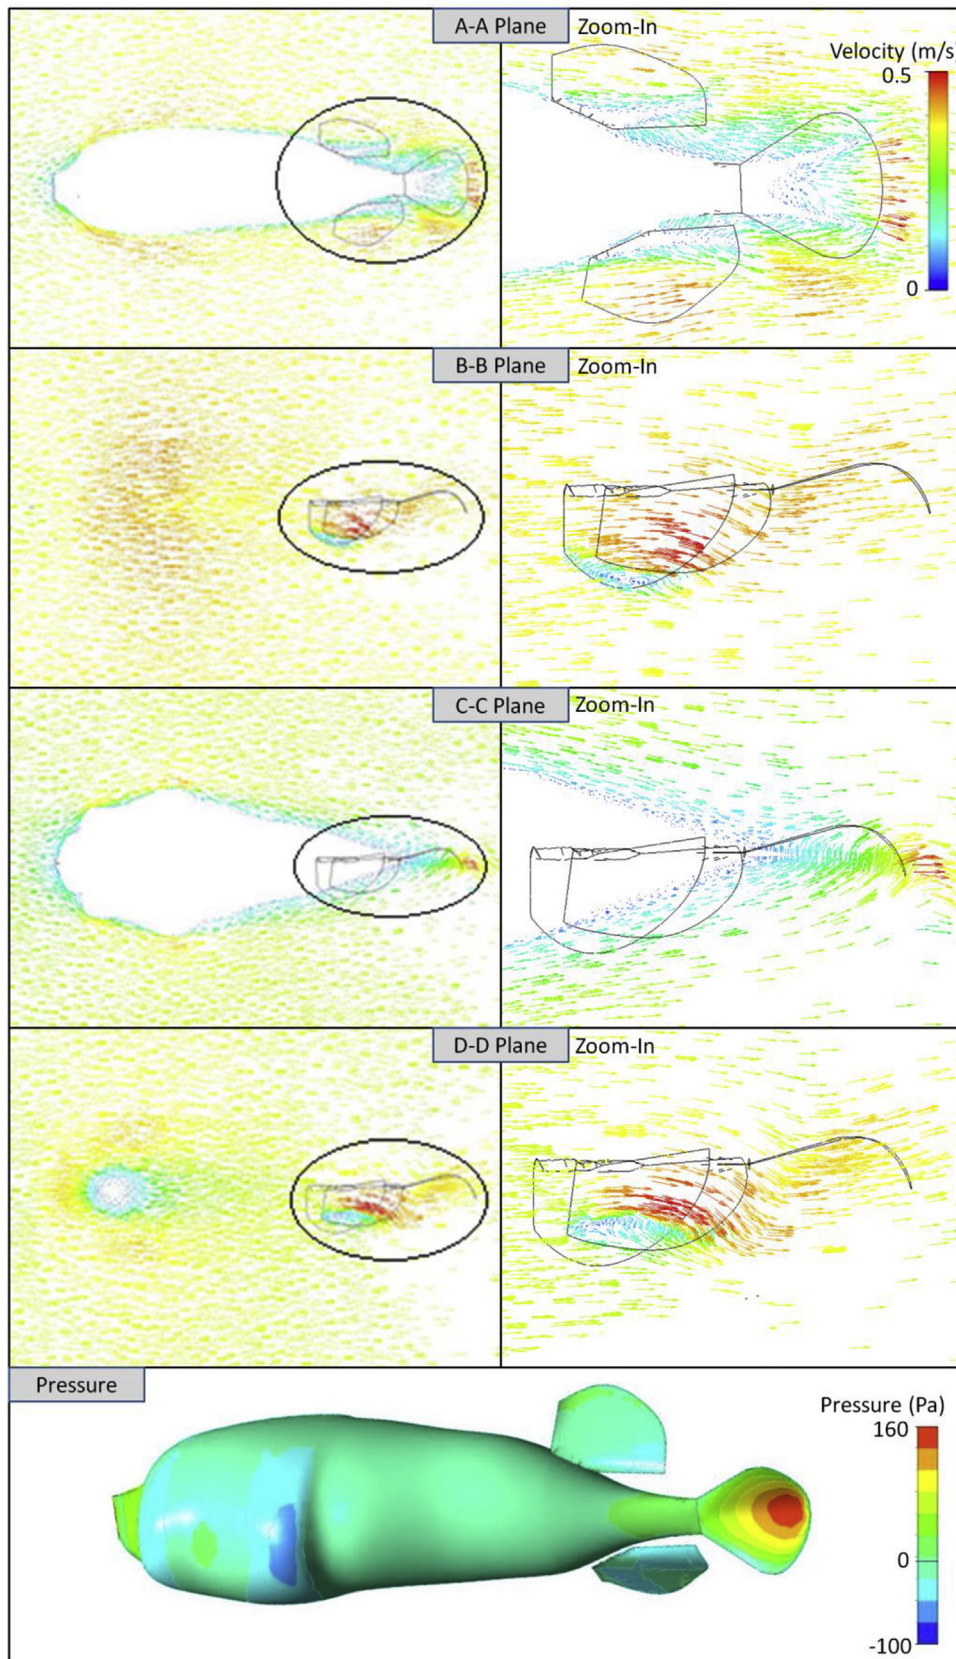 A-A Plane
Zoom-In
Velocity (m/s)
0.5
0
B-B Plane
Zoom-In
C-C Plane
Zoom-In
D-D Plane
Zoom-In
Pressure
Pressure (Pa)
160
0
-100